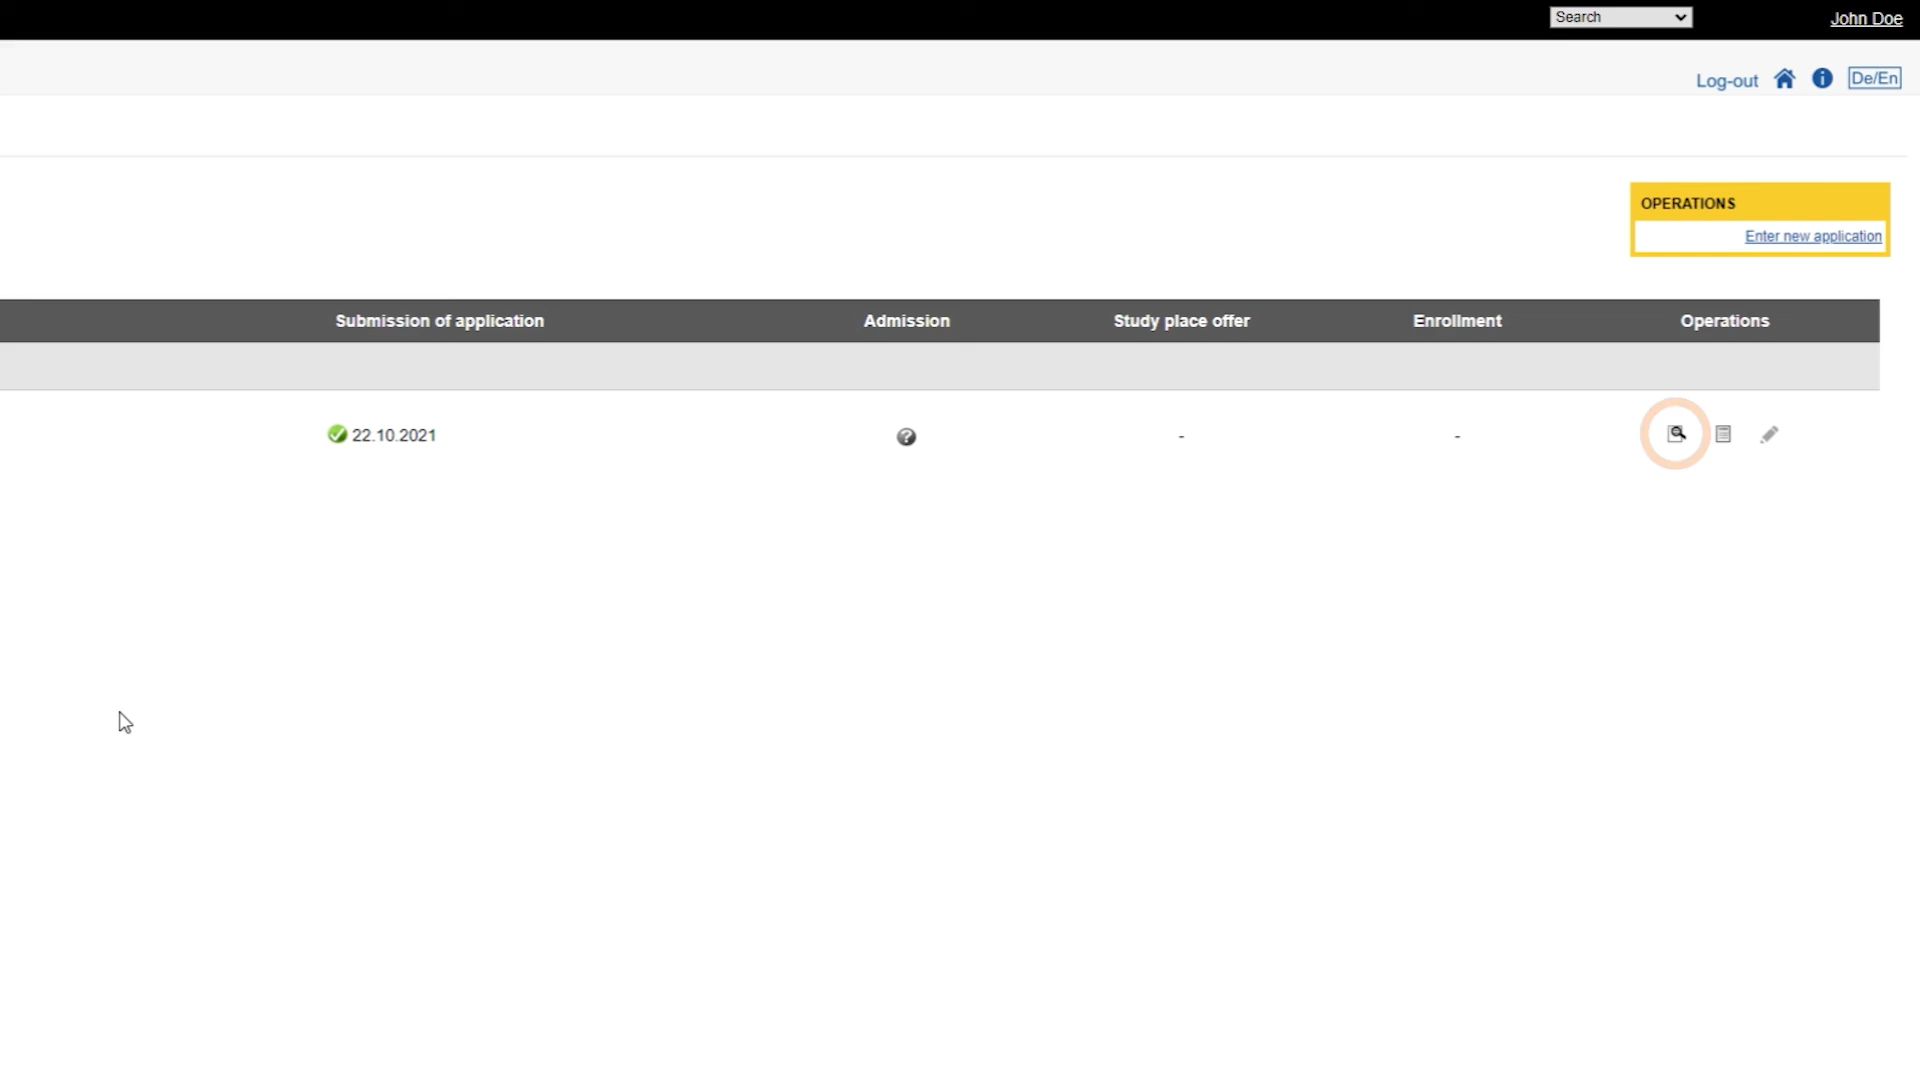 Search
John Doe
Log-out De/En
OPERATIONS
Enter new application
Submission of application Admission Study place offer Enrollment Operations
22.10.2021 ? - -